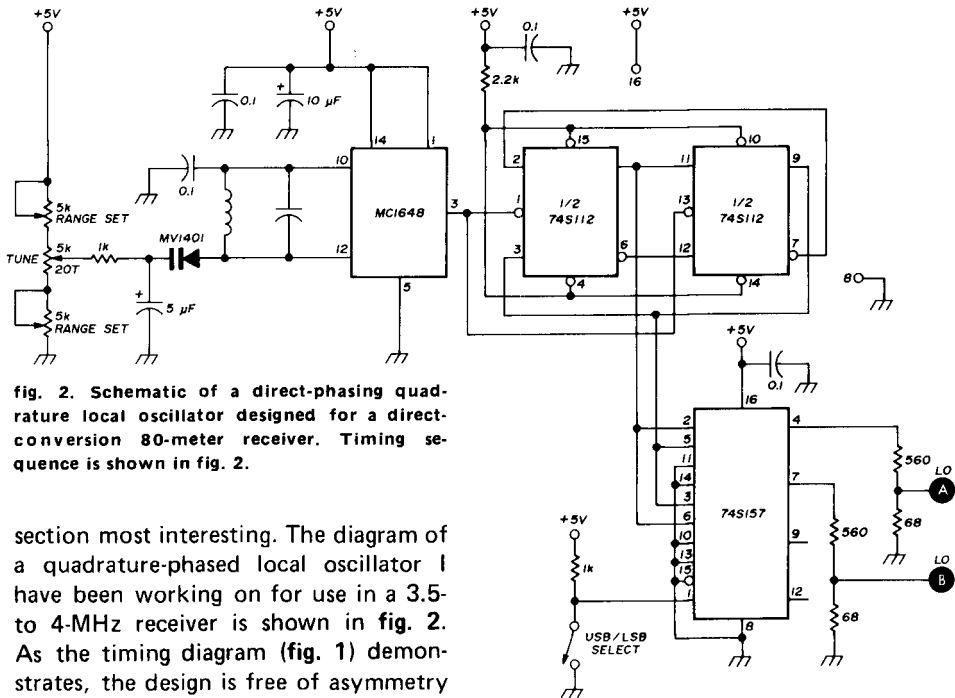 +5V
+5V
+5V
+5V
0.1
2.2k
16
0.1
10 µF
14
1
15
10
10
2
11
9
0.1
5k
RANGE SET
MC1648
3
1
1/2
74S112
13
1/2
74S112
MV1401
TUNE
5k
20T
1k
12
3
6
12
7
5
4
14
8
5 µF
5k
RANGE SET
+5V
0.1
16
fig. 2. Schematic of a direct-phasing quad-
rature local oscillator designed for a direct-
conversion 80-meter receiver. Timing se-
quence is shown in fig. 2.
2
4
5
560
11
LO
A
14
7
3
74S157
68
6
560
+5V
10
9
13
LO
B
1k
15
1
12
68
8
USB/LSB
SELECT
section most interesting. The diagram of
a quadrature-phased local oscillator I
have been working on for use in a 3.5-
to 4-MHz receiver is shown in fig. 2.
As the timing diagram (fig. 1) demon-
strates, the design is free of asymmetry